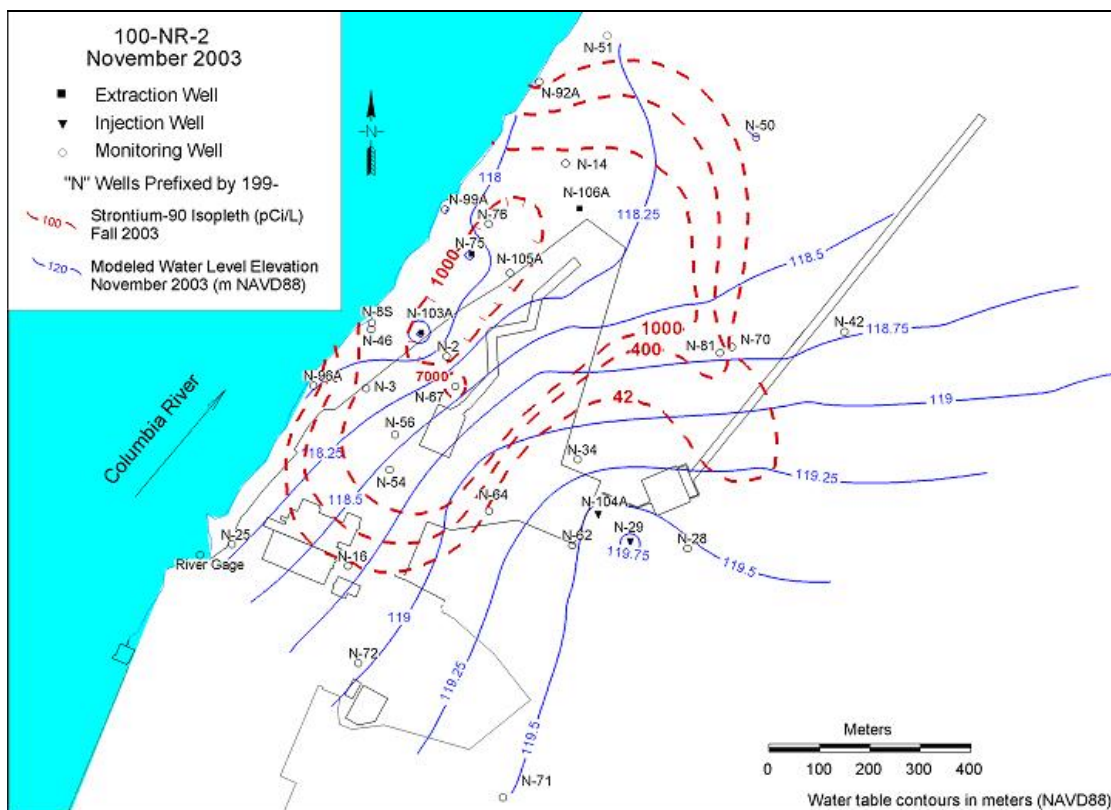 100-NR-2
November 2003
Extraction Well
Injection Well
Monitoring Well
"N" Wells Prefixed by 199-
100
Strontium-90 Isopleth (pCi/L)
Fall 2003
120
Modeled Water Level Elevation
November 2003 (m NAVD88)
N
N-51
N-92A
N-50
N-14
118
N-106A
N-99A
N-76
118.25
N-75
1000
N-105A
118.5
N-8S
N-103A
N-46
1000
N-42
118.75
N-2
400
N-81
N-70
7000
N-96A
N-3
N-67
42
119
N-56
118.25
N-34
119.25
N-54
118.5
N-64
N-104A
Columbia River
N-25
N-62
N-29
N-28
River Gage
119.75
N-16
119.5
119
N-72
119.25
119.5
N-71
Meters
0 100 200 300 400
Water table contours in meters (NAVD88)